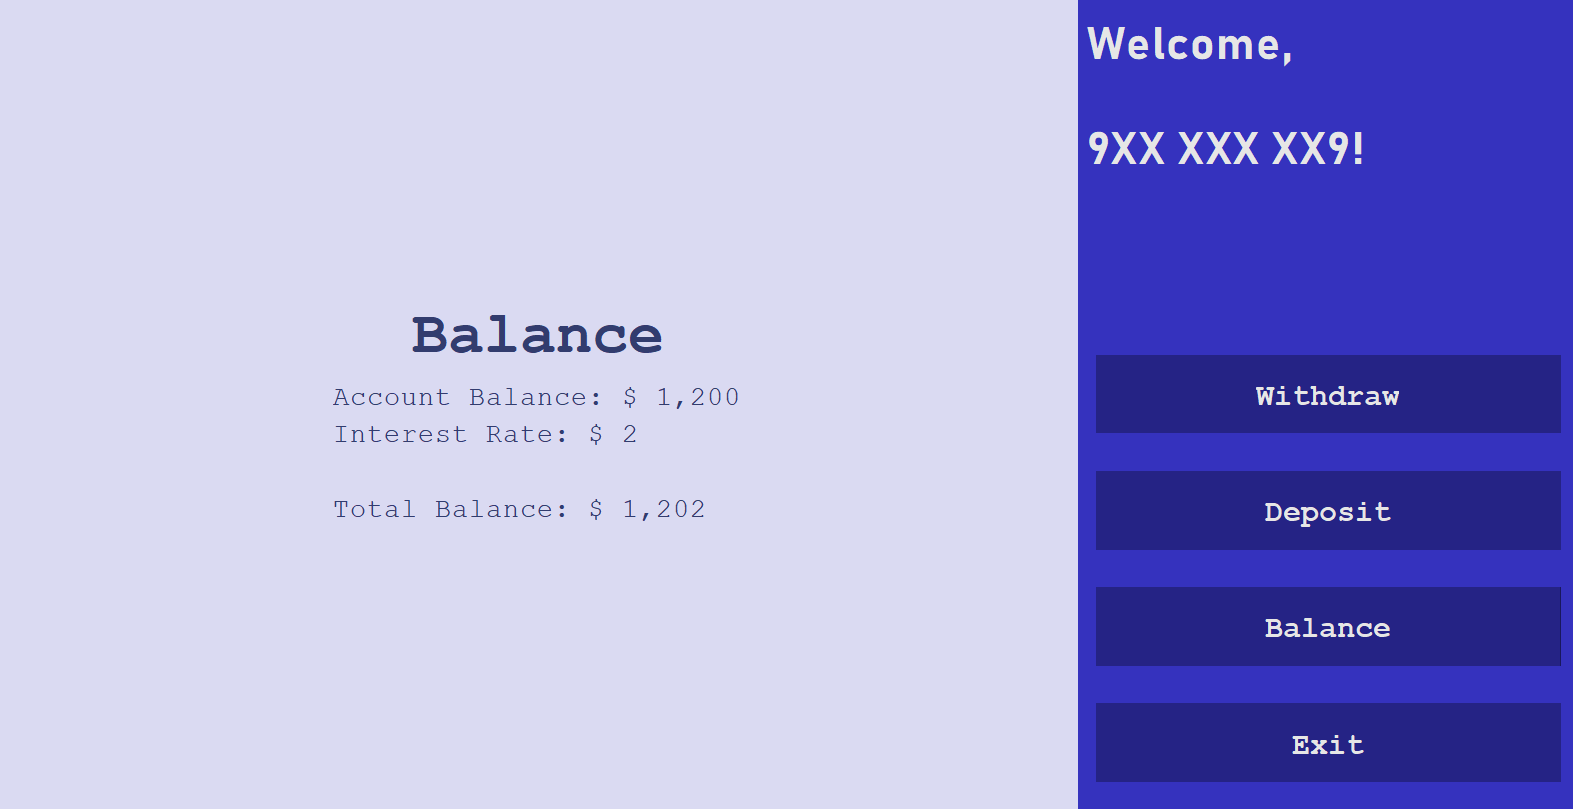 Balance
Account Balance: $ 1,200
Interest Rate: $ 2
Total Balance: $ 1,202
Welcome,
9XX XXX XX9!
Withdraw
Deposit
Balance
Exit